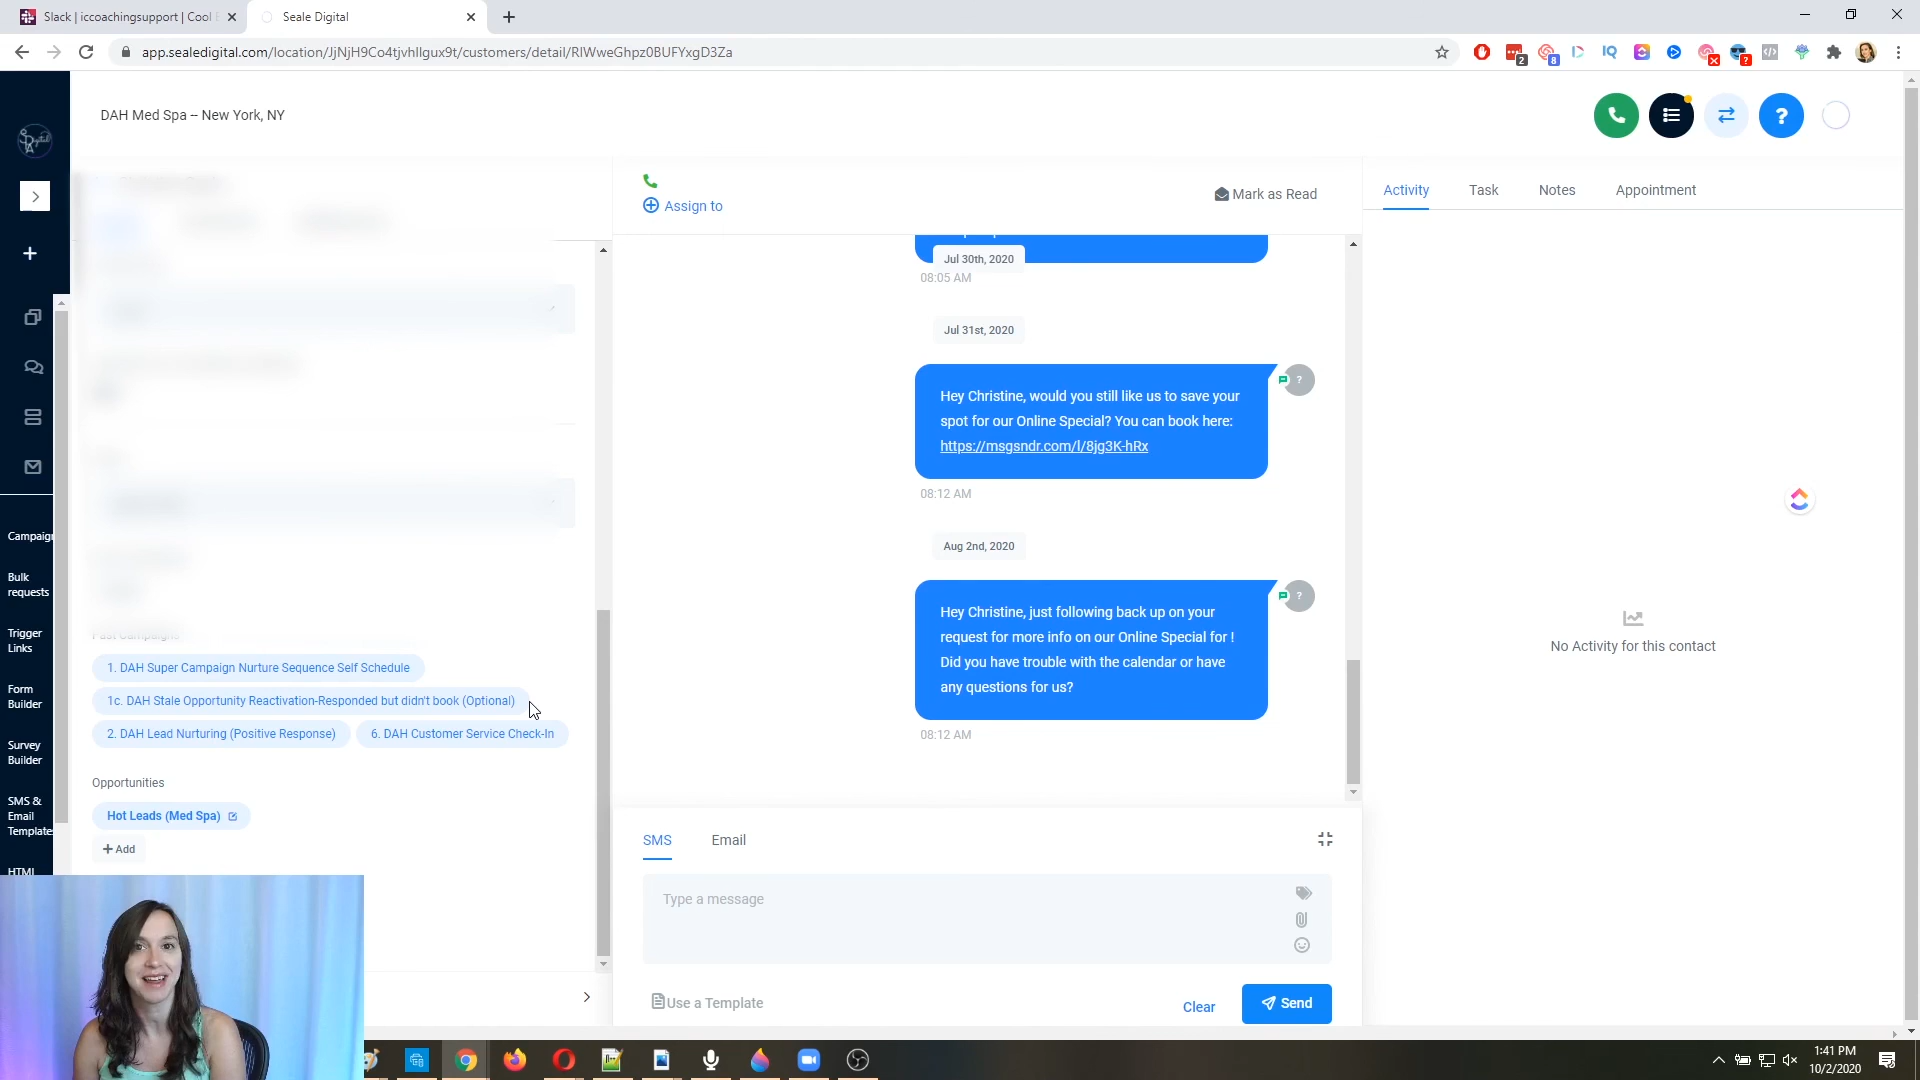 Slack | iccoachingsupport | Cool
Seale Digital
app.sealedigital.com/location/JjNjH9Co4tjvhIlgux9t/customers/detail/RlWweGhpz0BUFYxgD3Za
2
8
IQ
?
DAH Med Spa -- New York, NY
?
Assign to
Mark as Read
Activity
Task
Notes
Appointment
Jul 30th, 2020
08:05 AM
Jul 31st, 2020
Hey Christine, would you still like us to save your
spot for our Online Special? You can book here:
https://msgsndr.com/l/8jg3K-hRx
?
08:12 AM
Aug 2nd, 2020
Hey Christine, just following back up on your
request for more info on our Online Special for !
Did you have trouble with the calendar or have
any questions for us?
?
08:12 AM
No Activity for this contact
Campaig
Bulk
requests
Trigger
Links
Form
Builder
Survey
Builder
SMS &
Email
Template
HTML
1. DAH Super Campaign Nurture Sequence Self Schedule
1c. DAH Stale Opportunity Reactivation-Responded but didn't book (Optional)
2. DAH Lead Nurturing (Positive Response)
6. DAH Customer Service Check-In
Opportunities
Hot Leads (Med Spa)
+ Add
SMS
Email
Type a message
Use a Template
Clear
Send
1:41 PM
10/2/2020